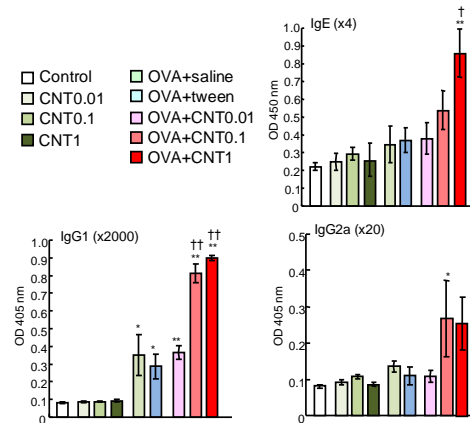 IgE (x4)
†
**
1.0
0.9
0.8
0.7
0.6
0.5
0.4
0.3
0.2
0.1
0
OD 450 nm
Control
CNT0.01
CNT0.1
CNT1
OVA+saline
OVA+tween
OVA+CNT0.01
OVA+CNT0.1
OVA+CNT1
IgG1 (x2000)
†† ††
** **
* * **
1.0
0.9
0.8
0.7
0.6
0.5
0.4
0.3
0.2
0.1
0
OD 405 nm
IgG2a (x20)
*
0.5
0.4
0.3
0.2
0.1
0
OD 405 nm